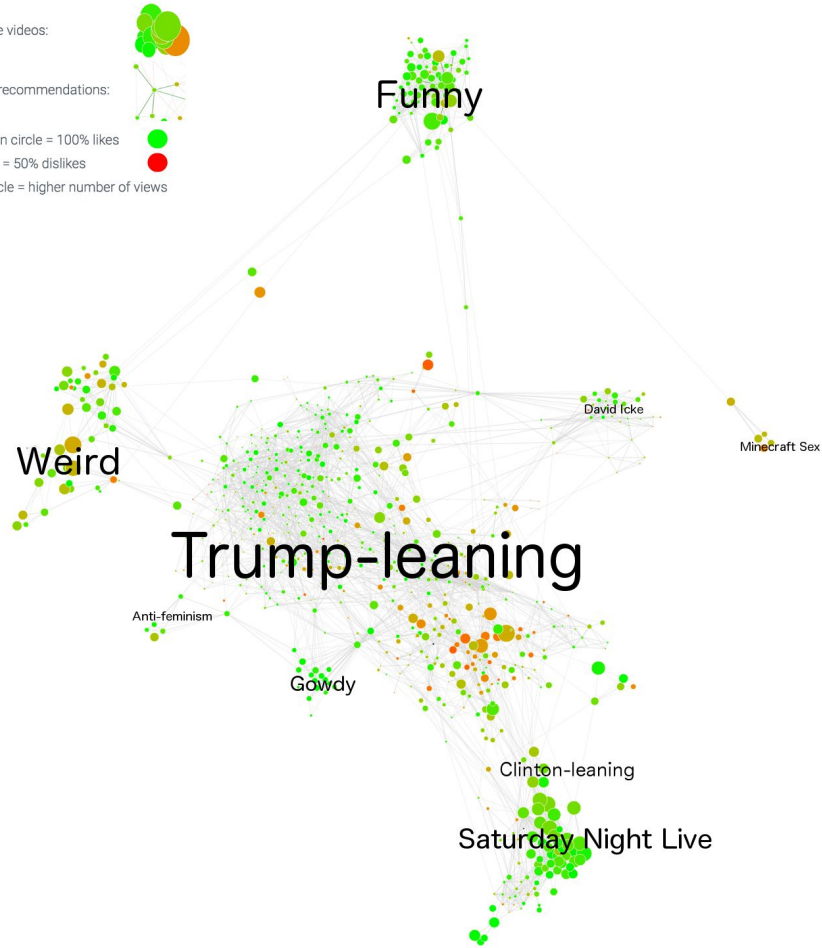 e videos:
recommendations:
n circle = 100% likes
= 50% dislikes
cle = higher number of views
Funny
David Icke
Minecraft Sex
Weird
Trump-leaning
Anti-feminism
Gowdy
Clinton-leaning
Saturday Night Live